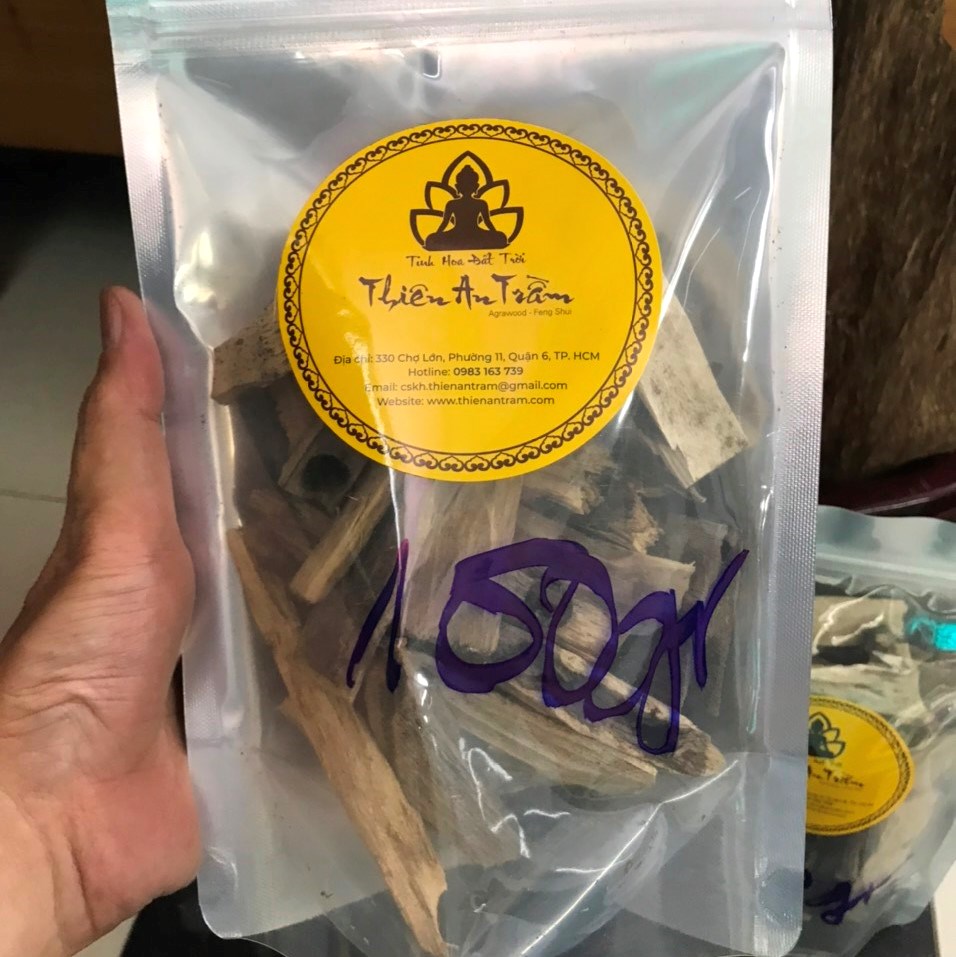 Tinh Hoa Đất Trời
Thiên An Trầm
Agrawood - Feng Shui
Địa chỉ: 330 Chợ Lớn, Phường 11, Quận 6, TP. HCM
Hotline: 0983 163 739
Email: cskh.thienantram@gmail.com
Website: www.thienantram.com
150gr